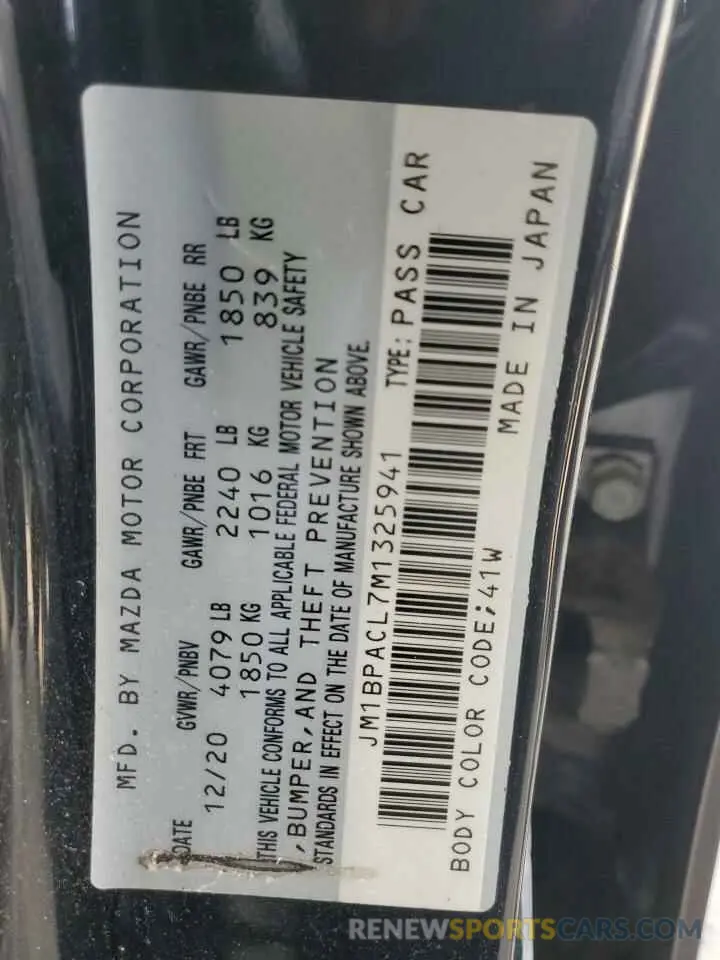 MFD. BY MAZDA MOTOR CORPORATION
DATE GVWR/PNBV GAWR/PNBE FRT GAWR/PNBE RR
12/20 4079 LB 2240 LB 1850 LB
1850 KG 1016 KG 839 KG
THIS VEHICLE CONFORMS TO ALL APPLICABLE FEDERAL MOTOR VEHICLE SAFETY
, BUMPER, AND THEFT PREVENTION
STANDARDS IN EFFECT ON THE DATE OF MANUFACTURE SHOWN ABOVE.
JM1BPACL7M1325941 TYPE: PASS CAR
BODY COLOR CODE;41W MADE IN JAPAN
RENEWSPORTSCARS.COM